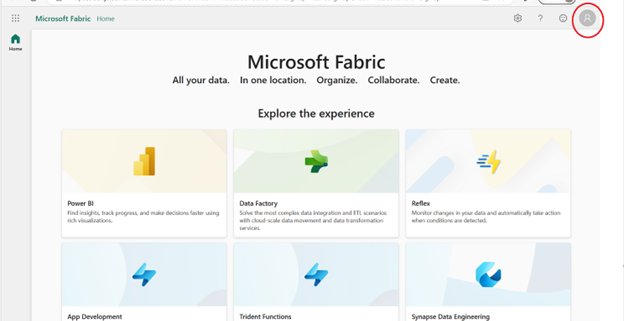 Microsoft Fabric Home
?
Home
Microsoft Fabric
All your data. In one location. Organize. Collaborate. Create.
Explore the experience
Power BI
Find insights, track progress, and make decisions faster using
rich visualizations.
Data Factory
Solve the most complex data integration and ETL scenarios
with cloud-scale data movement and data transformation
services.
Reflex
Monitor changes in your data and automatically take action
when conditions are detected.
App Development
Trident Functions
Synapse Data Engineering